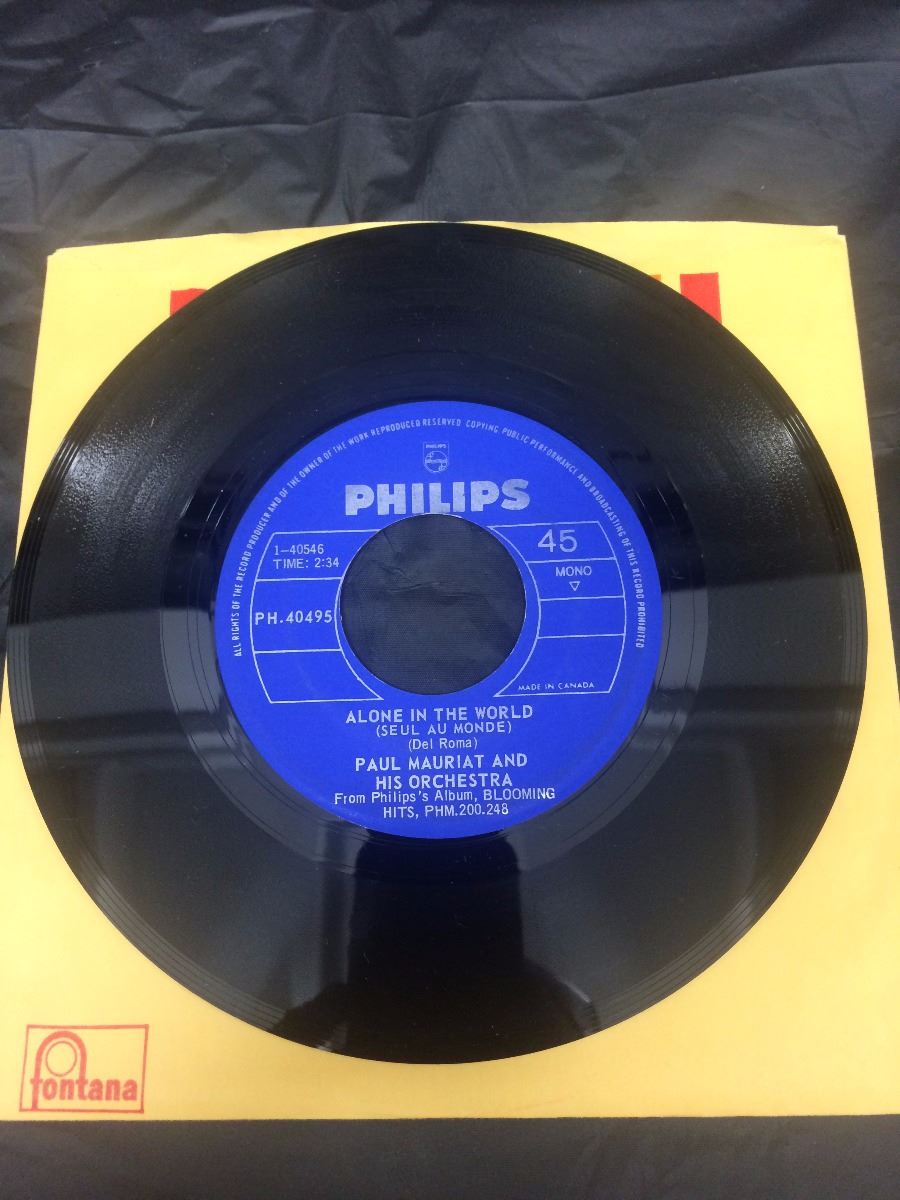 ALL RIGHTS OF THE RECORD PRODUCER AND OF THE OWNER OF THE WORK REPRODUCED RESERVED COPYING, PUBLIC PERFORMANCE AND BROADCASTING OF THIS RECORD PROHIBITED
PHILIPS
PHILIPS
1-40546
TIME: 2:34
45
MONO
PH.40495
MADE IN CANADA
ALONE IN THE WORLD
(SEUL AU MONDE)
(Del Roma)
PAUL MAURIAT AND
HIS ORCHESTRA
From Philips's Album, BLOOMING
HITS, PHM.200.248
fontana